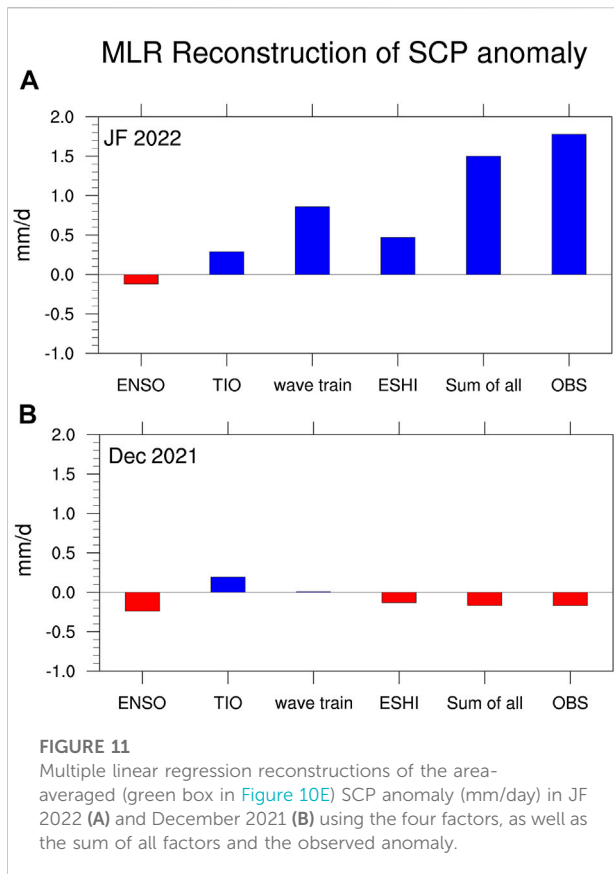 MLR Reconstruction of SCP anomaly
A
JF 2022
mm/d
2.0
1.5
1.0
0.5
0.0
-0.5
-1.0
ENSO TIO wave train ESHI Sum of all OBS
B
Dec 2021
mm/d
2.0
1.5
1.0
0.5
0.0
-0.5
-1.0
ENSO TIO wave train ESHI Sum of all OBS
FIGURE 11
Multiple linear regression reconstructions of the area-
averaged (green box in Figure 10E) SCP anomaly (mm/day) in JF
2022 (A) and December 2021 (B) using the four factors, as well as
the sum of all factors and the observed anomaly.